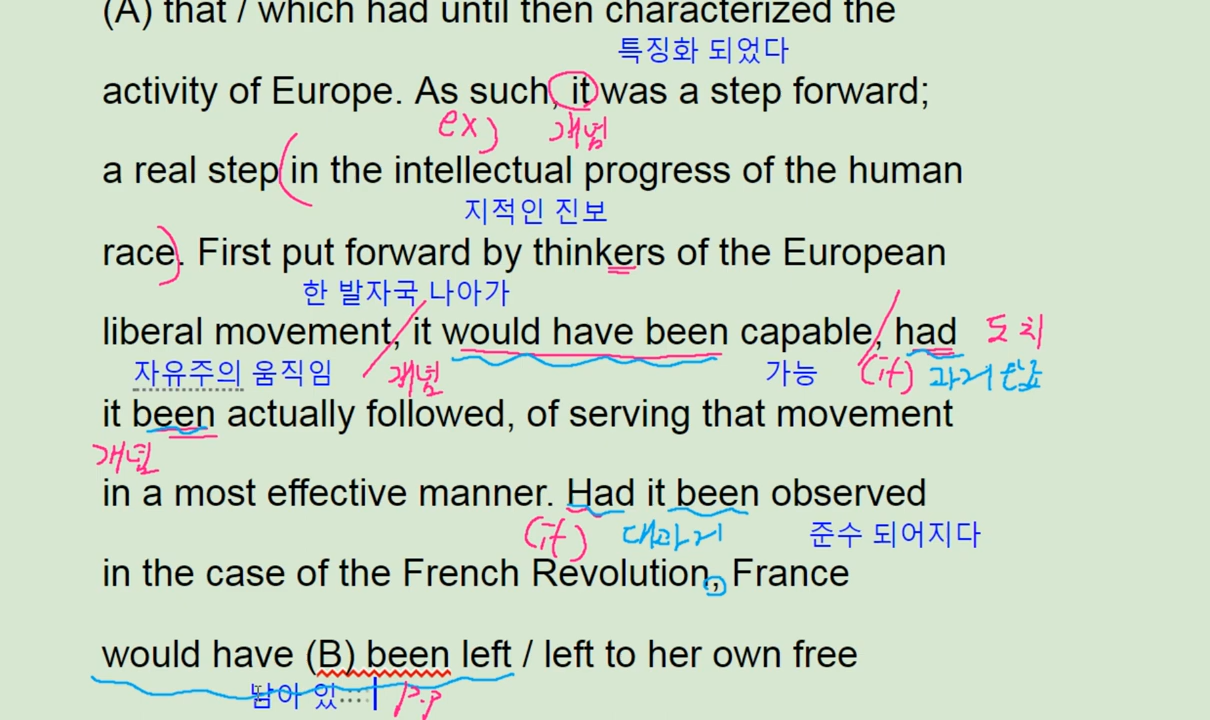 (A) that / which had until then characterized the
특징화 되었다
activity of Europe. As such, it was a step forward;
ex) 개념
a real step in the intellectual progress of the human
지적인 진보
race. First put forward by thinkers of the European
한 발자국 나아가
liberal movement, it would have been capable, had 도치
자유주의 움직임 개념 가능 (if) 과거완료
it been actually followed, of serving that movement
개념
in a most effective manner. Had it been observed
(if) 대과거 준수 되어지다
in the case of the French Revolution, France
would have (B) been left / left to her own free
남아 있 p.p